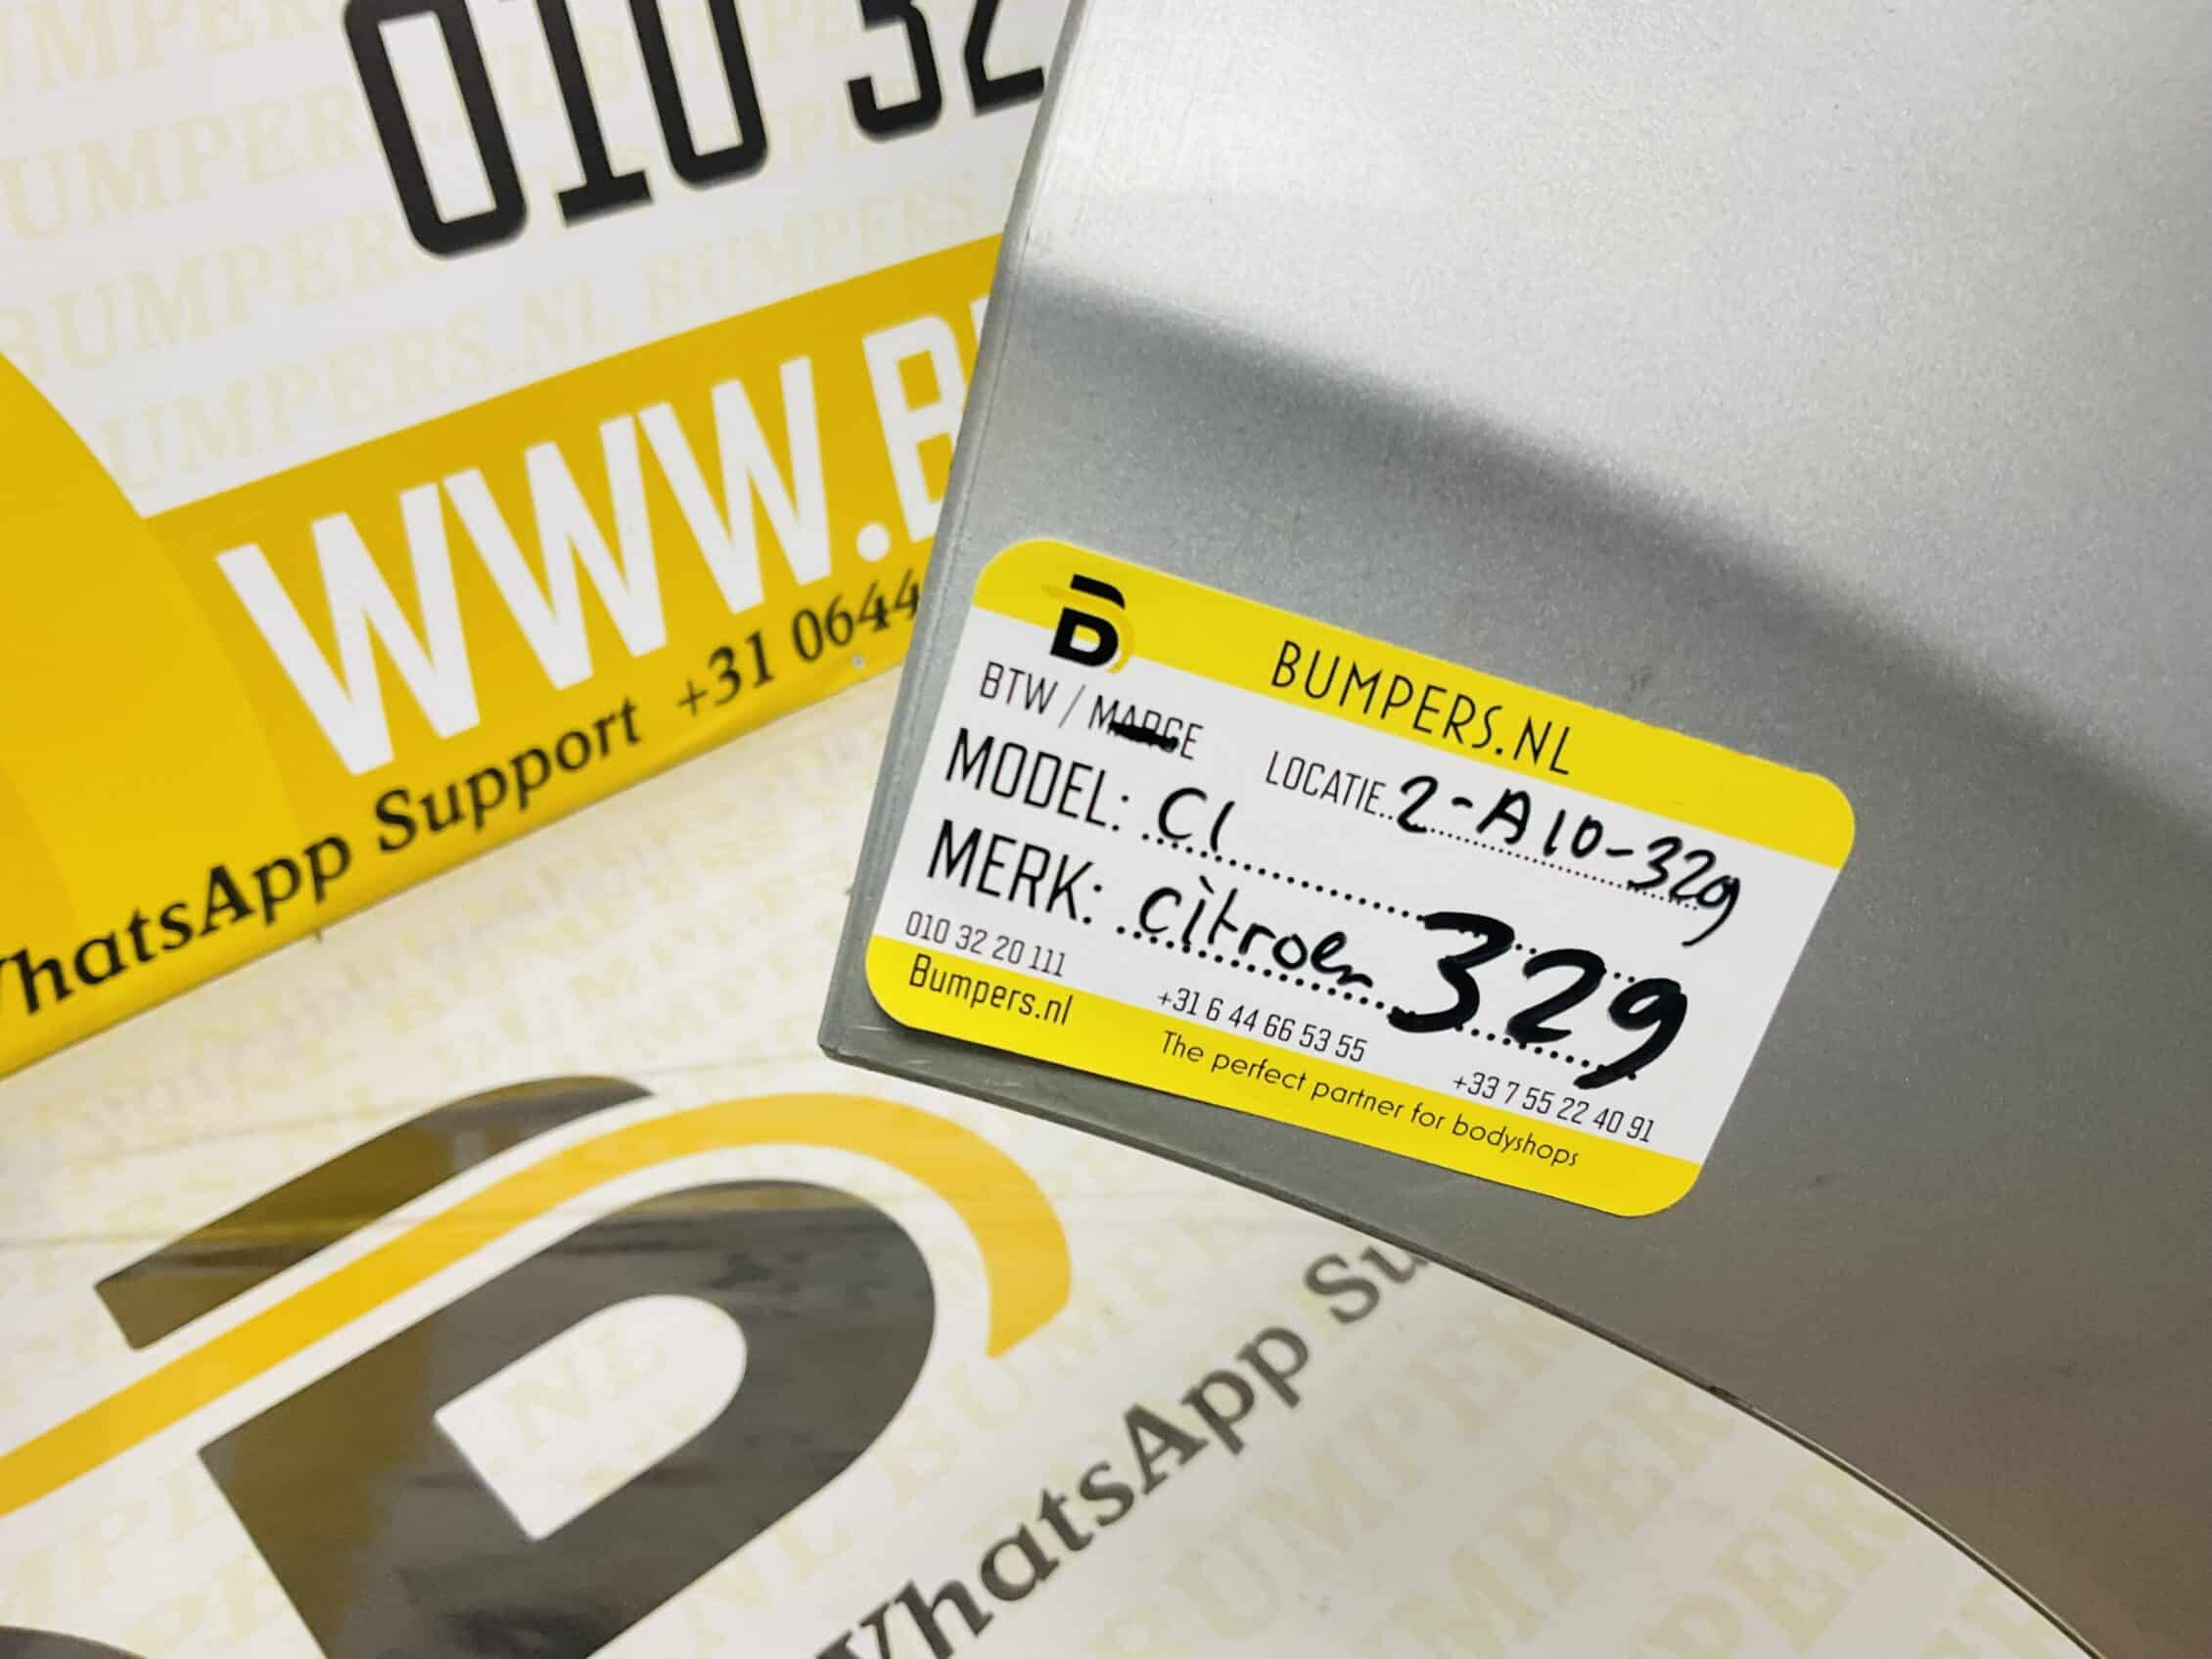 010 32
WWW.B
WhatsApp Support +31 0644
B
BUMPERS.NL
BTW / MARGE
LOCATIE. 2-A10-329
MODEL: C1
MERK: Citroen
329
010 32 20 111
+31 6 44 66 53 55
+33 7 55 22 40 91
Bumpers.nl
The perfect partner for bodyshops
B
WhatsApp Su
BUMPERS.NL BUMPERS